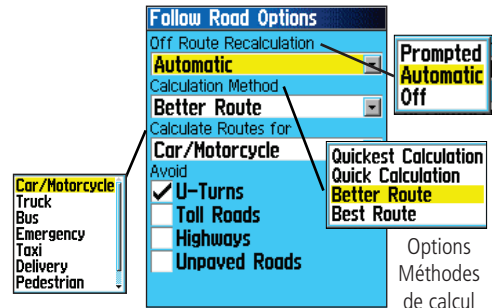 Follow Road Options
Off Route Recalculation
Automatic
Calculation Method
Better Route
Calculate Routes for
Car/Motorcycle
Avoid
U-Turns
Toll Roads
Highways
Unpaved Roads
Prompted
Automatic
Off
Quickest Calculation
Quick Calculation
Better Route
Best Route
Options
Méthodes
de calcul
Car/Motorcycle
Truck
Bus
Emergency
Taxi
Delivery
Pedestrian